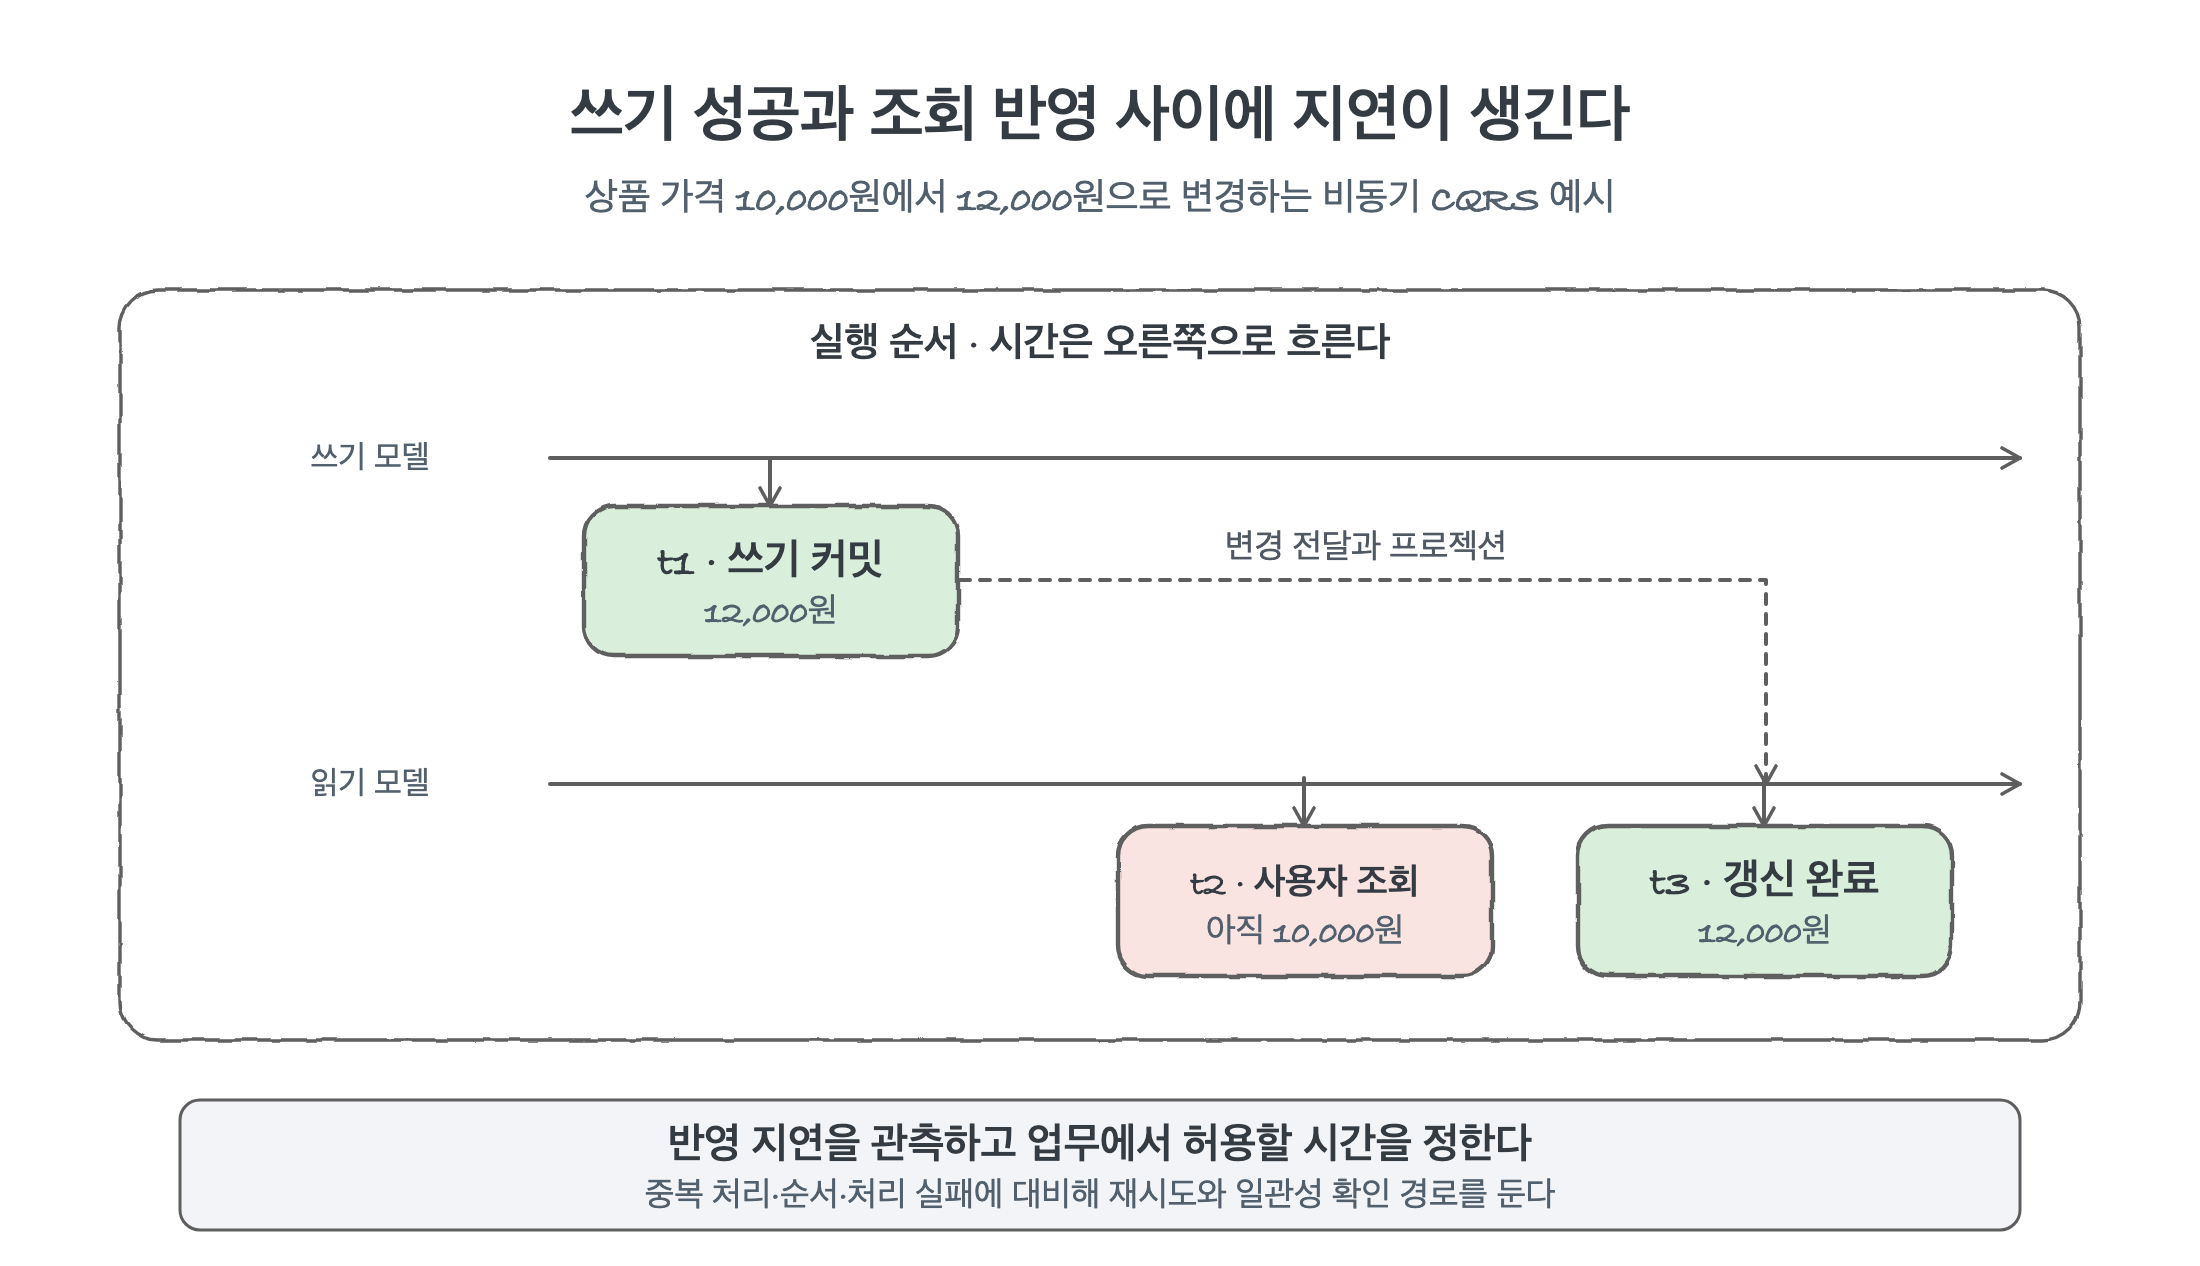 쓰기 성공과 조회 반영 사이에 지연이 생긴다
상품 가격 10,000원에서 12,000원으로 변경하는 비동기 CQRS 예시
실행 순서 · 시간은 오른쪽으로 흐른다
쓰기 모델
t1 · 쓰기 커밋
12,000원
변경 전달과 프로젝션
읽기 모델
t2 · 사용자 조회
아직 10,000원
t3 · 갱신 완료
12,000원
반영 지연을 관측하고 업무에서 허용할 시간을 정한다
중복 처리·순서·처리 실패에 대비해 재시도와 일관성 확인 경로를 둔다